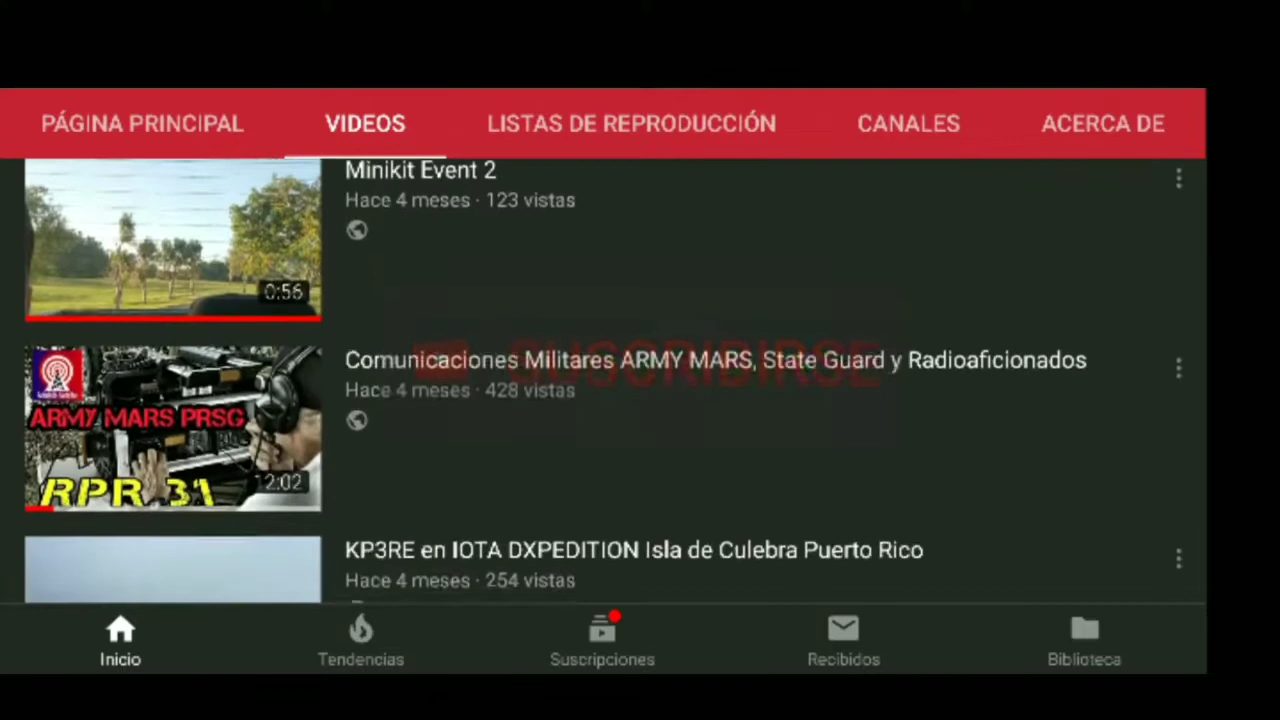 PÁGINA PRINCIPAL VIDEOS LISTAS DE REPRODUCCIÓN CANALES ACERCA DE
Minikit Event 2
Hace 4 meses · 123 vistas
0:56
Comunicaciones Militares ARMY MARS, State Guard y Radioaficionados
SUSCRIBIRSE
Hace 4 meses · 428 vistas
ARMY MARS PRSG
12:02
RPR 31
KP3RE en IOTA DXPEDITION Isla de Culebra Puerto Rico
Hace 4 meses · 254 vistas
Inicio Tendencias Suscripciones Recibidos Biblioteca